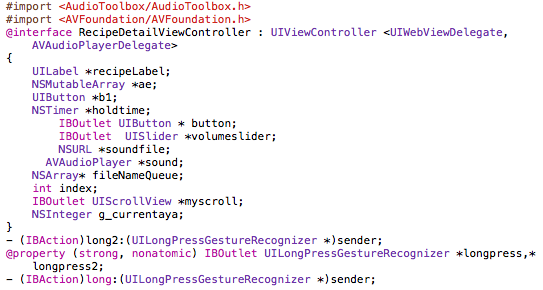 #import <AudioToolbox/AudioToolbox.h>
#import <AVFoundation/AVFoundation.h>
@interface RecipeDetailViewController : UIViewController <UIWebViewDelegate,
AVAudioPlayerDelegate>
{
UILabel *recipeLabel;
NSMutableArray *ae;
UIButton *b1;
NSTimer *holdtime;
IBOutlet UIButton * button;
IBOutlet  UISlider *volumeslider;
NSURL *soundfile;
AVAudioPlayer *sound;
NSArray* fileNameQueue;
int index;
IBOutlet UIScrollView *myscroll;
NSInteger g_currentaya;
}
- (IBAction)long2:(UILongPressGestureRecognizer *)sender;
@property (strong, nonatomic) IBOutlet UILongPressGestureRecognizer *longpress,*
longpress2;
- (IBAction)long:(UILongPressGestureRecognizer *)sender;